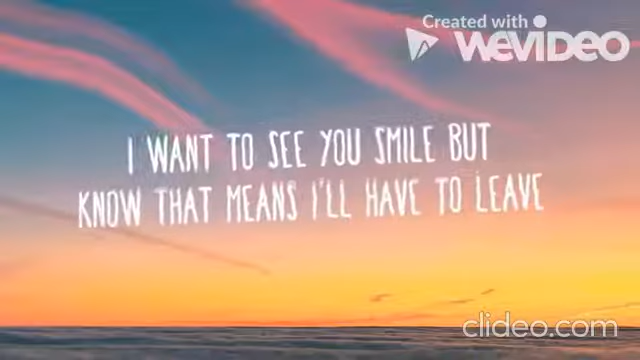 Created with
WEVIDEO
I WANT TO SEE YOU SMILE BUT
KNOW THAT MEANS I'LL HAVE TO LEAVE
clideo.com